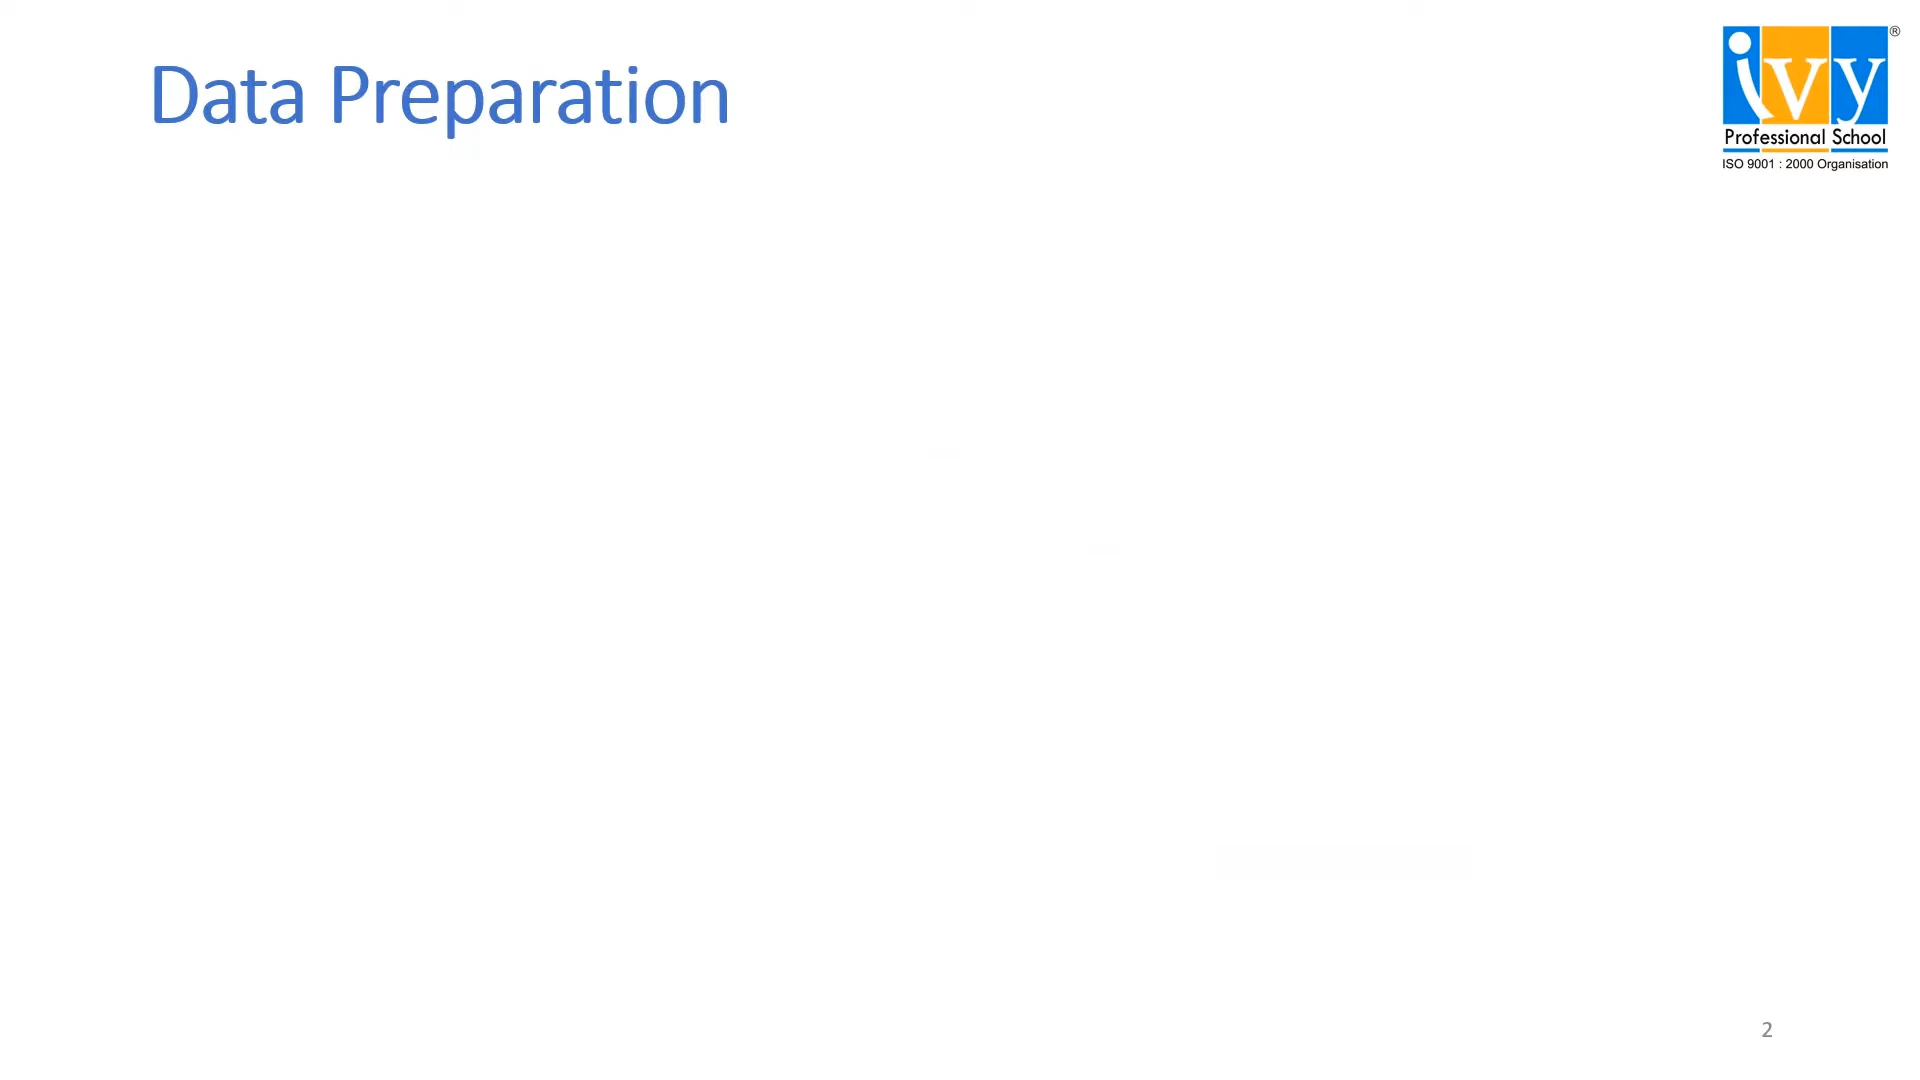 Data Preparation
ivy
®
Professional School
ISO 9001 : 2000 Organisation
2